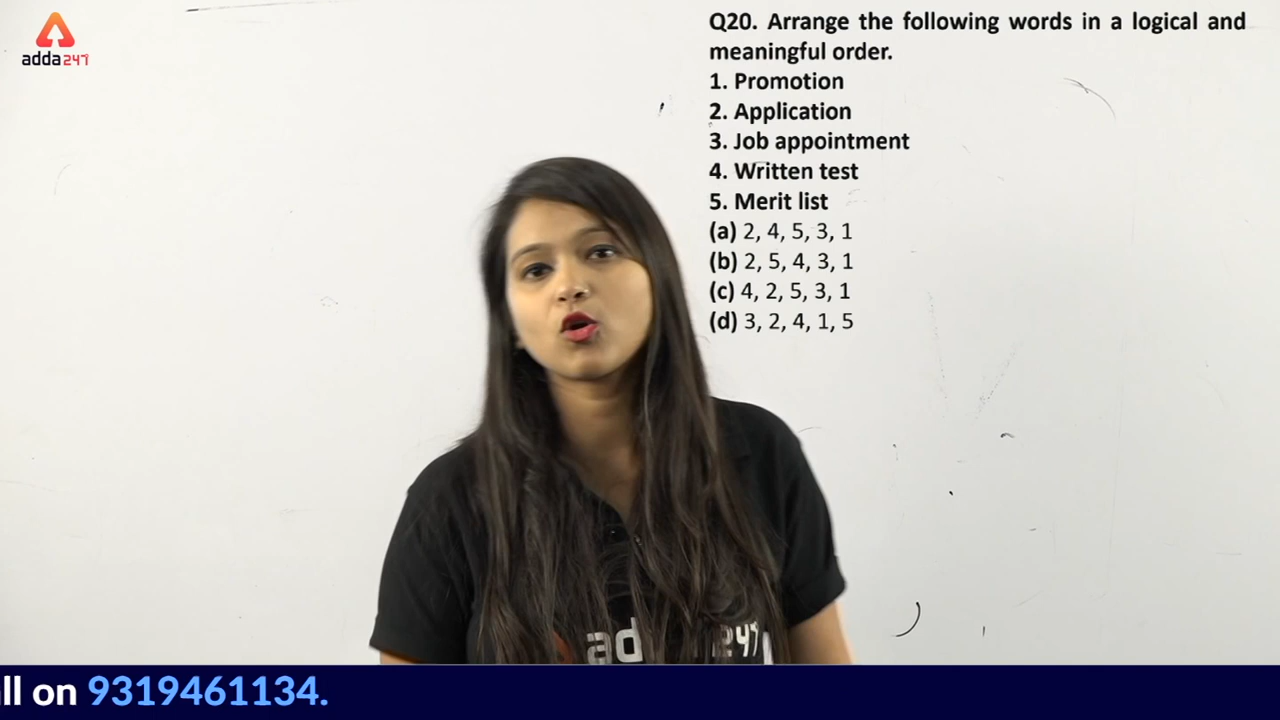 adda247
Q20. Arrange the following words in a logical and
meaningful order.
1. Promotion
2. Application
3. Job appointment
4. Written test
5. Merit list
(a) 2, 4, 5, 3, 1
(b) 2, 5, 4, 3, 1
(c) 4, 2, 5, 3, 1
(d) 3, 2, 4, 1, 5
ll on 9319461134.